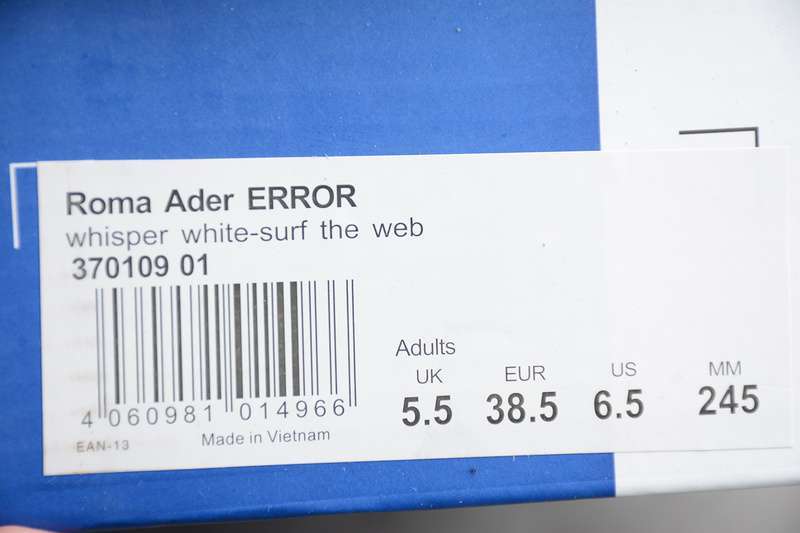 Roma Ader ERROR
whisper white-surf the web
370109 01
4 060981 014966
EAN-13
Made in Vietnam
Adults
UK EUR US MM
5.5 38.5 6.5 245